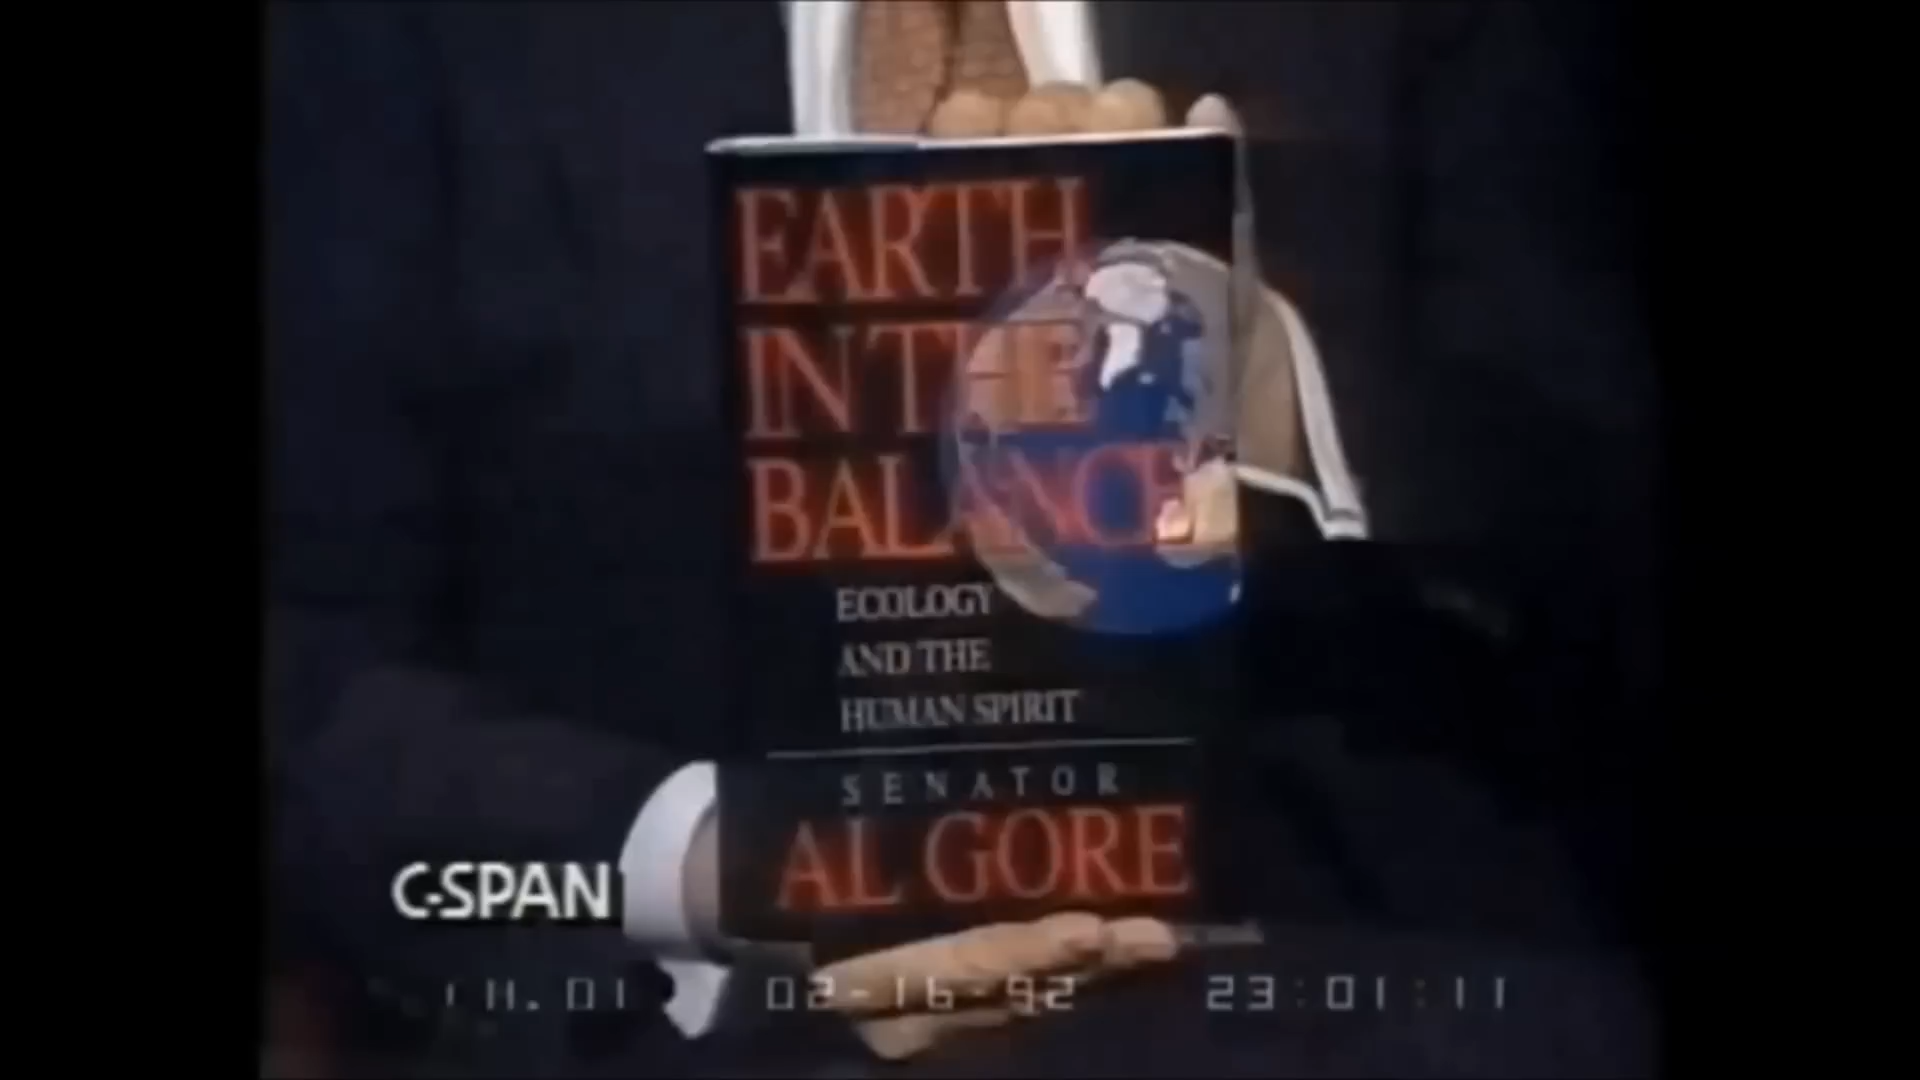 EARTH
IN THE
BALANCE
ECOLOGY
AND THE
HUMAN SPIRIT
SENATOR
AL GORE
C-SPAN
02-16-92 23:01:11